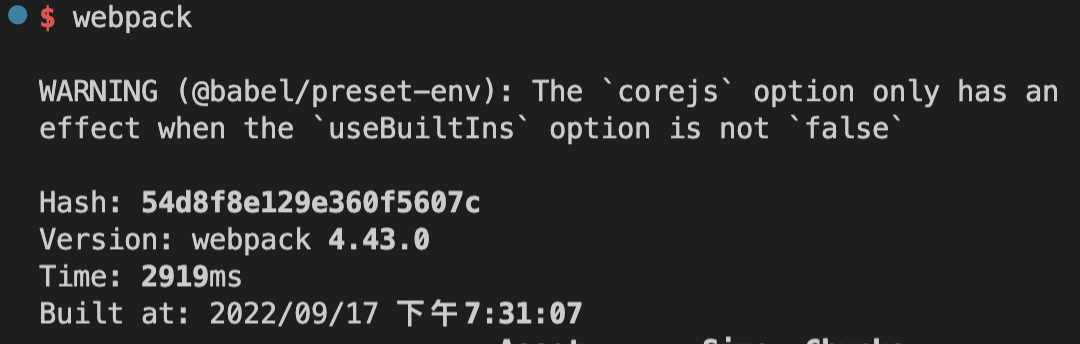 $ webpack
WARNING (@babel/preset-env): The `corejs` option only has an
effect when the `useBuiltIns` option is not `false`
Hash: 54d8f8e129e360f5607c
Version: webpack 4.43.0
Time: 2919ms
Built at: 2022/09/17 下午7:31:07